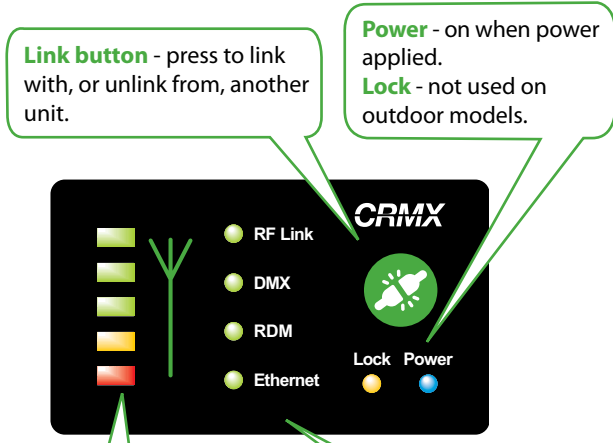 Link button - press to link
with, or unlink from, another
unit.
Power - on when power
applied.
Lock - not used on
outdoor models.
CRMX
RF Link
DMX
RDM
Ethernet
Lock Power